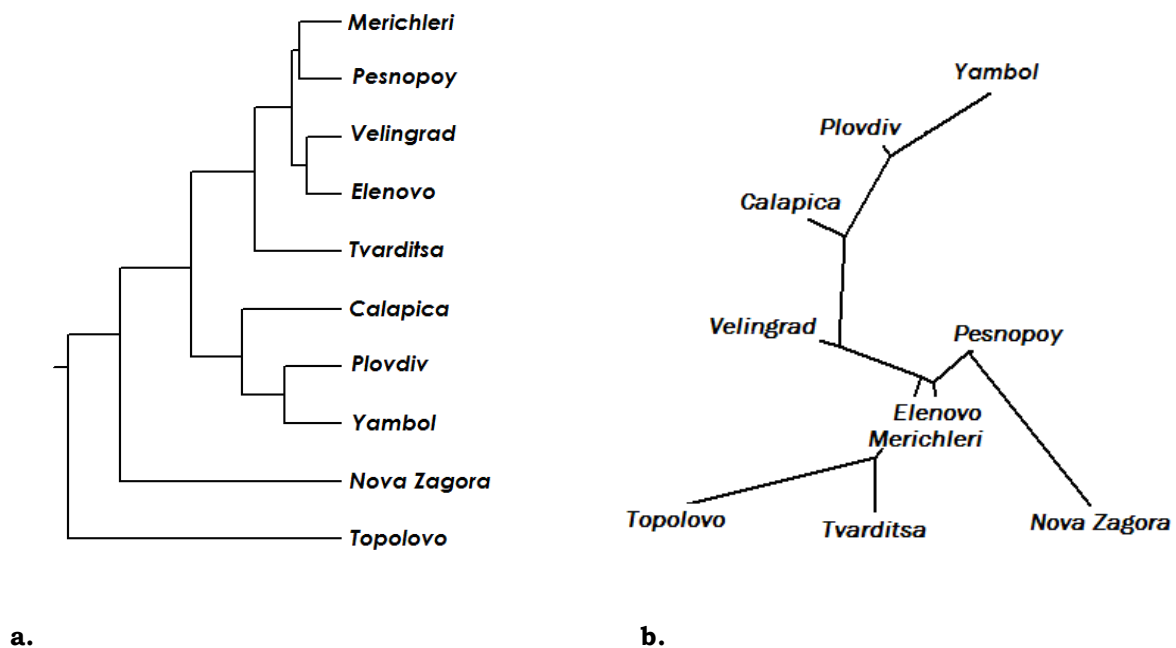 Merichleri
Pesnopoy
Velingrad
Elenovo
Tvarditsa
Calapica
Plovdiv
Yambol
Nova Zagora
Topolovo
a.
Yambol
Plovdiv
Calapica
Velingrad
Pesnopoy
Elenovo
Merichleri
Topolovo
Tvarditsa
Nova Zagora
b.